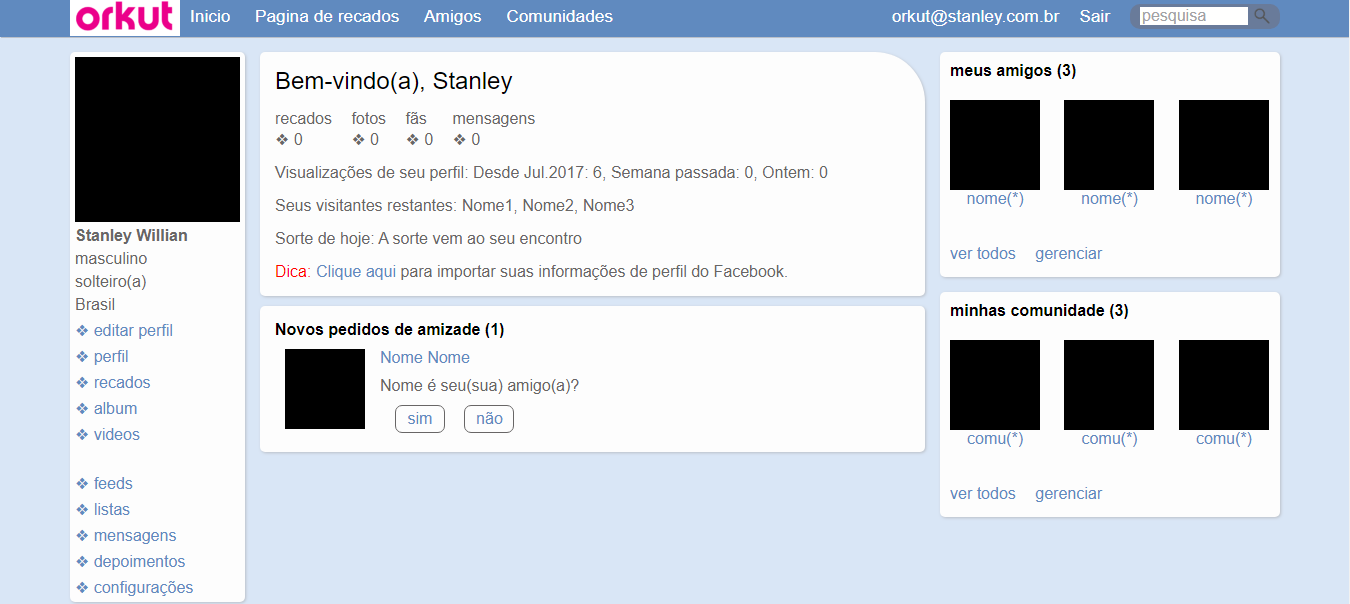 orkut Inicio Pagina de recados Amigos Comunidades orkut@stanley.com.br Sair pesquisa
Stanley Willian
masculino
solteiro(a)
Brasil
❖ editar perfil
❖ perfil
❖ recados
❖ album
❖ videos
❖ feeds
❖ listas
❖ mensagens
❖ depoimentos
❖ configurações
Bem-vindo(a), Stanley
recados fotos fãs mensagens
❖ 0 ❖ 0 ❖ 0 ❖ 0
Visualizações de seu perfil: Desde Jul.2017: 6, Semana passada: 0, Ontem: 0
Seus visitantes restantes: Nome1, Nome2, Nome3
Sorte de hoje: A sorte vem ao seu encontro
Dica: Clique aqui para importar suas informações de perfil do Facebook.
Novos pedidos de amizade (1)
Nome Nome
Nome é seu(sua) amigo(a)?
sim não
meus amigos (3)
nome(*) nome(*) nome(*)
ver todos gerenciar
minhas comunidade (3)
comu(*) comu(*) comu(*)
ver todos gerenciar